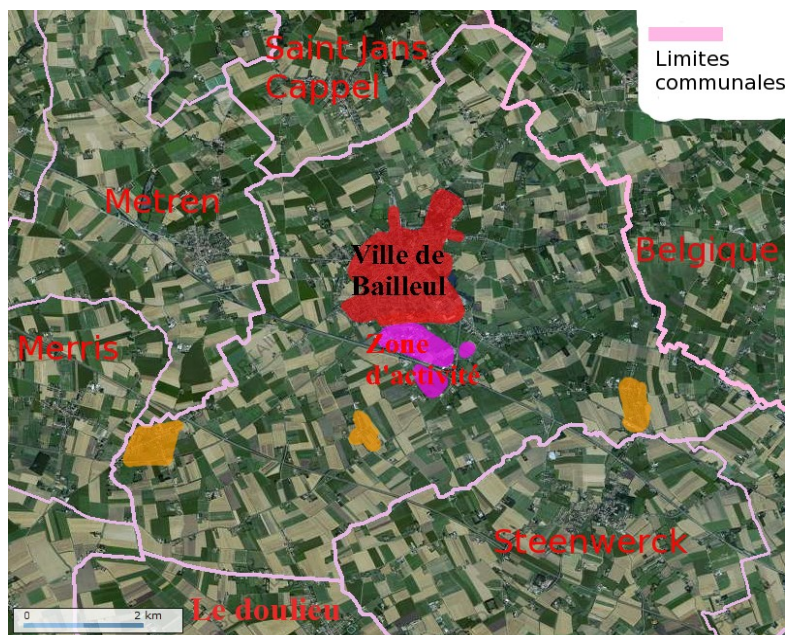 Saint Jans
Cappel
Limites
communales
Metren
Ville de
Bailleul
Belgique
Merris
Zone
d'activité
Steenwerck
Le doulieu
0 2 km